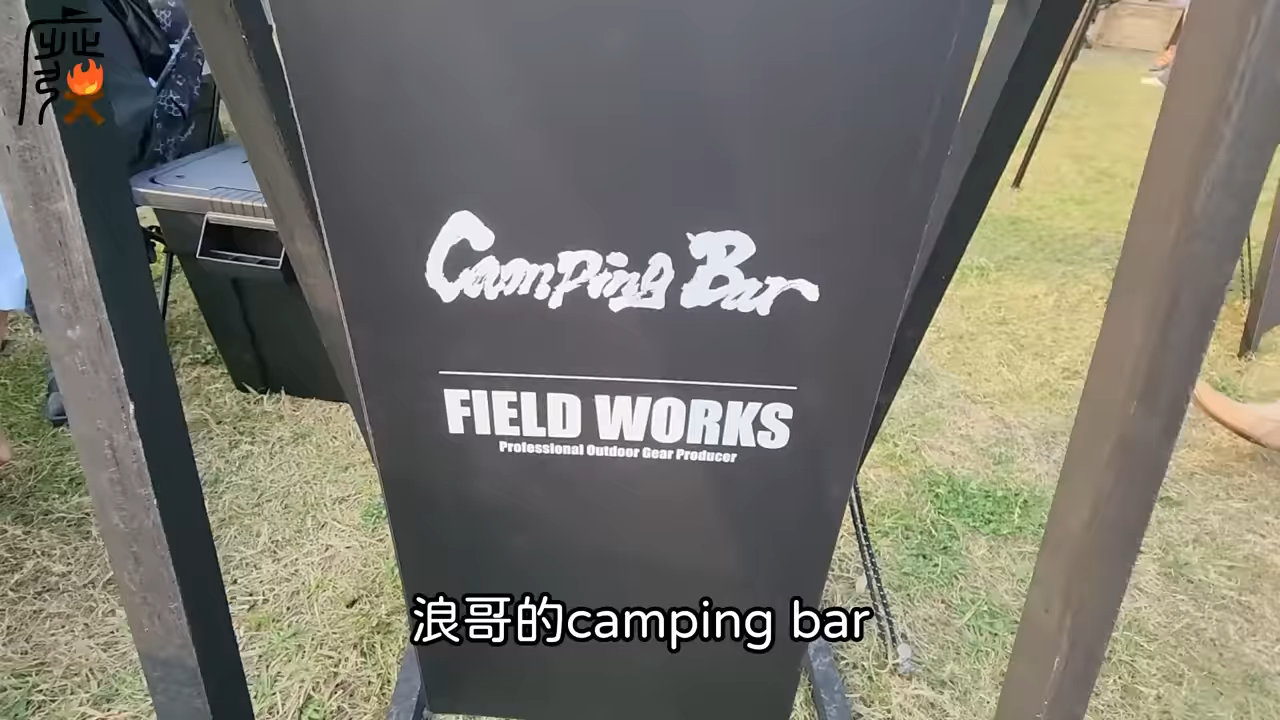 Camping Bar
FIELD WORKS
Professional Outdoor Gear Producer
浪哥的camping bar